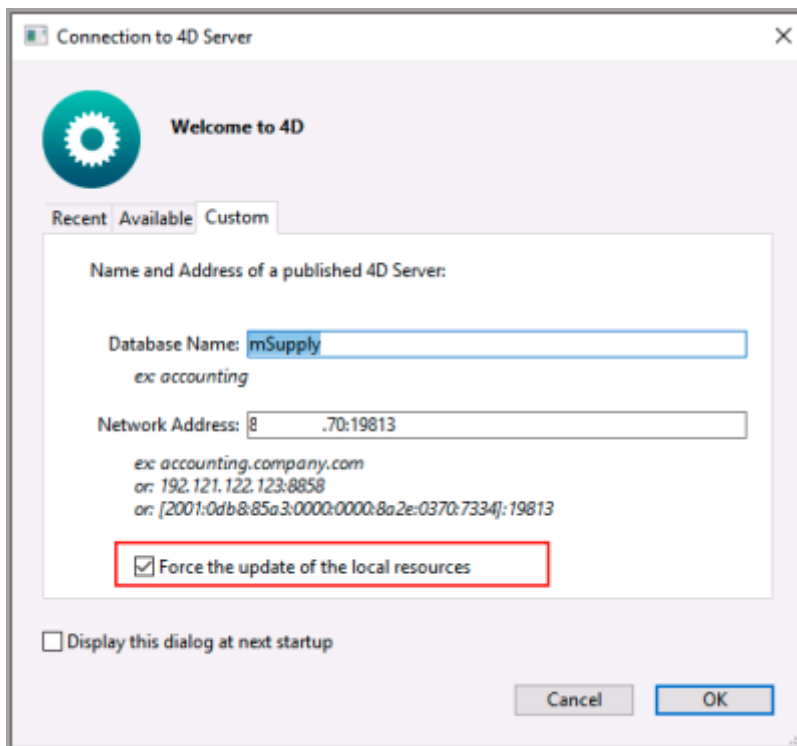 Connection to 4D Server
Welcome to 4D
Recent Available Custom
Name and Address of a published 4D Server:
Database Name: mSupply
ex: accounting
Network Address: 8 .70:19813
ex: accounting.company.com
or: 192.121.122.123:8858
or: [2001:0db8:85a3:0000:0000:8a2e:0370:7334]:19813
Force the update of the local resources
Display this dialog at next startup
Cancel OK